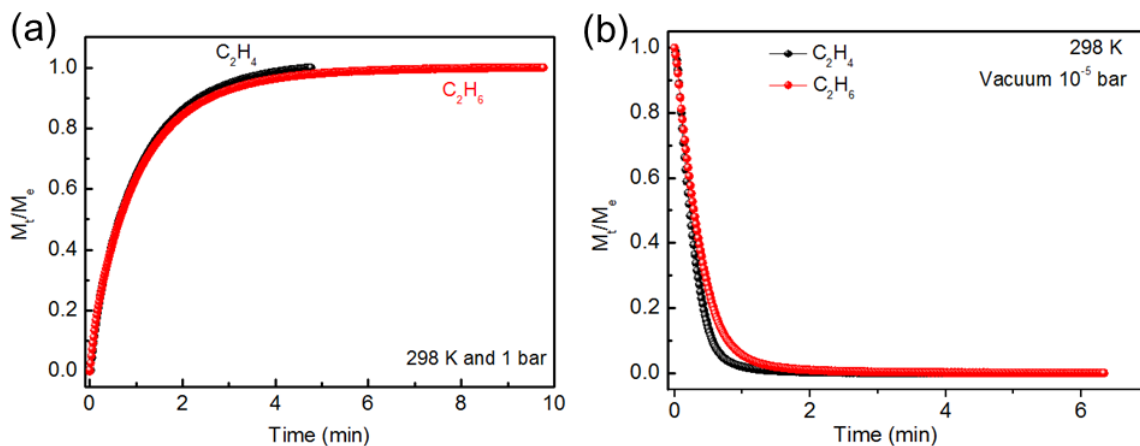 (a)
C₂H₄
1.0
C₂H₆
0.8
0.6
0.4
0.2
0.0
298 K and 1 bar
0 2 4 6 8 10
Time (min)
Mₜ/Mₑ
(b)
C₂H₄
C₂H₆
298 K
Vacuum 10⁻⁵ bar
1.0
0.8
0.6
0.4
0.2
0.0
0 2 4 6
Time (min)
Mₜ/Mₑ